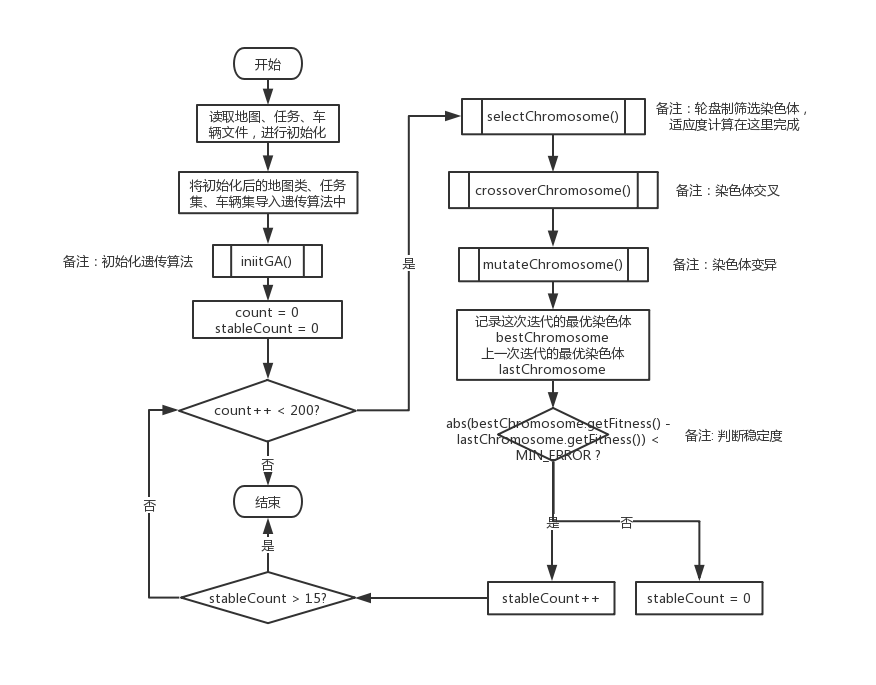 开始
读取地图、任务、车
辆文件，进行初始化
将初始化后的地图类、任务
集、车辆集导入遗传算法中
备注：初始化遗传算法
iniitGA()
count = 0
stableCount = 0
count++ < 200?
否
结束
是
stableCount > 15?
否
是
selectChromosome()
备注：轮盘制筛选染色体，
适应度计算在这里完成
crossoverChromosome()
备注：染色体交叉
mutateChromosome()
备注：染色体变异
记录这次迭代的最优染色体
bestChromosome
上一次迭代的最优染色体
lastChromosome
abs(bestChromosome.getFitness() -
lastChromosome.getFitness()) <
MIN_ERROR ?
备注: 判断稳定度
是
否
stableCount++
stableCount = 0